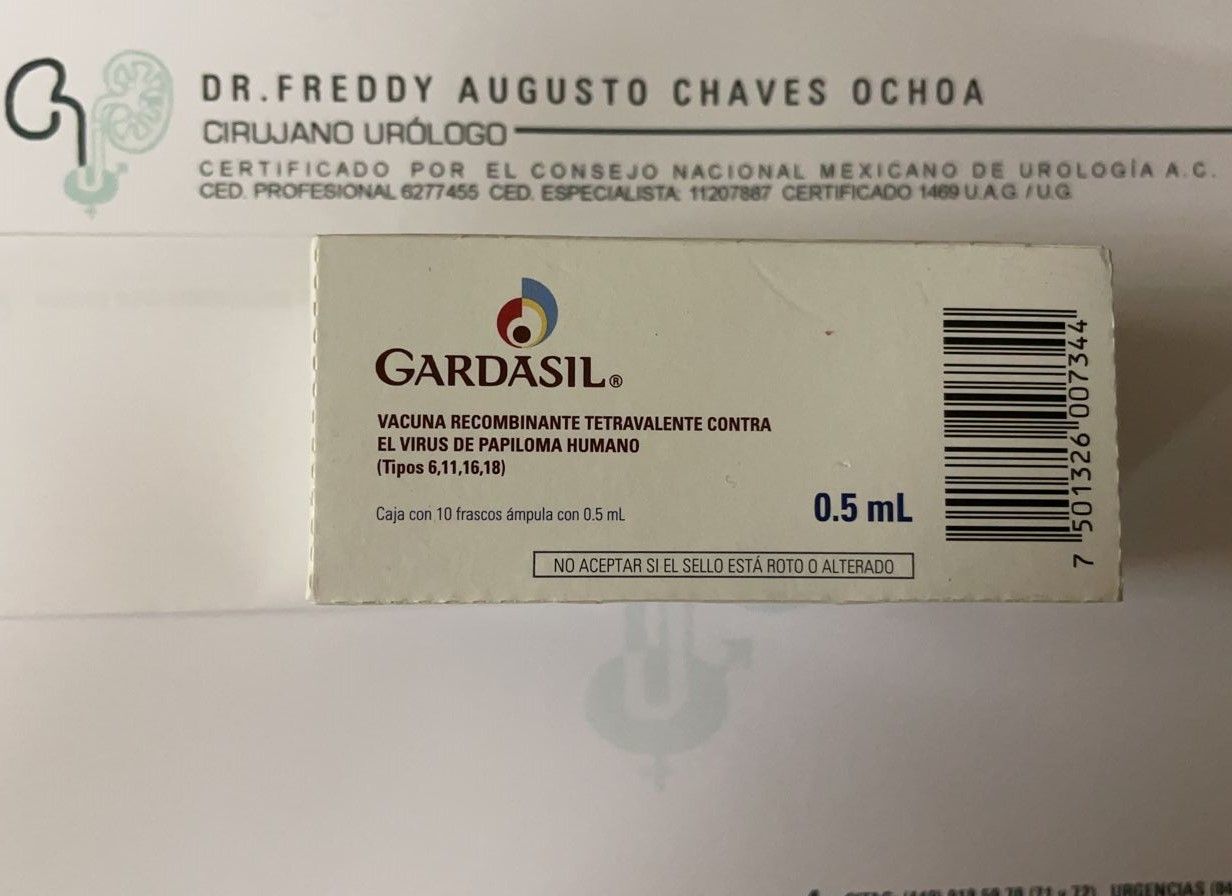 DR. FREDDY AUGUSTO CHAVES OCHOA
CIRUJANO URÓLOGO
CERTIFICADO POR EL CONSEJO NACIONAL MEXICANO DE UROLOGÍA A.C.
CED. PROFESIONAL 6277455 CED. ESPECIALISTA: 11207887 CERTIFICADO 1469 U.A.G / U.G
GARDASIL®
VACUNA RECOMBINANTE TETRAVALENTE CONTRA
EL VIRUS DE PAPILOMA HUMANO
(Tipos 6,11,16,18)
Caja con 10 frascos ámpula con 0.5 mL
0.5 mL
NO ACEPTAR SI EL SELLO ESTÁ ROTO O ALTERADO
7 501326 007344
URGENCIAS